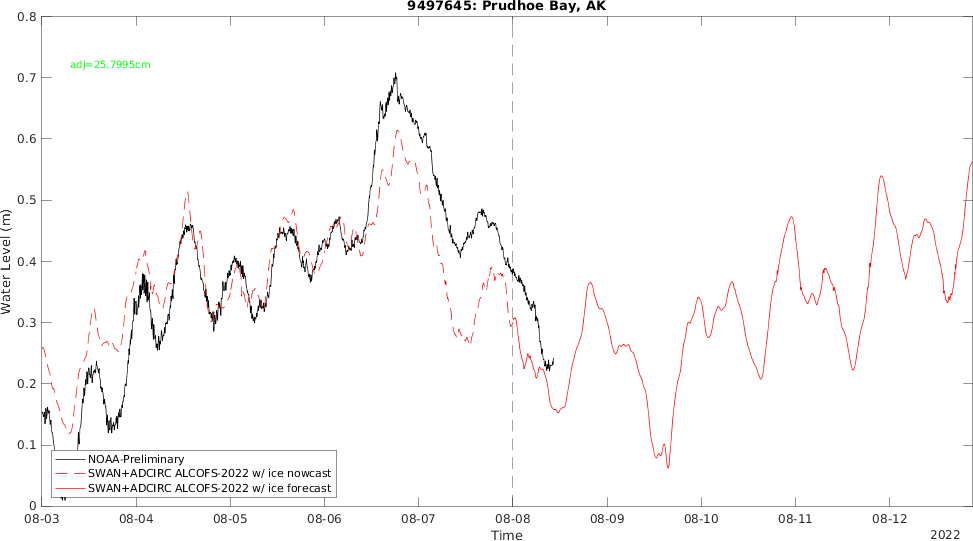 9497645: Prudhoe Bay, AK
adj=25.7995cm
Water Level (m)
0.8
0.7
0.6
0.5
0.4
0.3
0.2
0.1
0
NOAA-Preliminary
SWAN+ADCIRC ALCOFS-2022 w/ ice nowcast
SWAN+ADCIRC ALCOFS-2022 w/ ice forecast
08-03 08-04 08-05 08-06 08-07 08-08 08-09 08-10 08-11 08-12
Time
2022